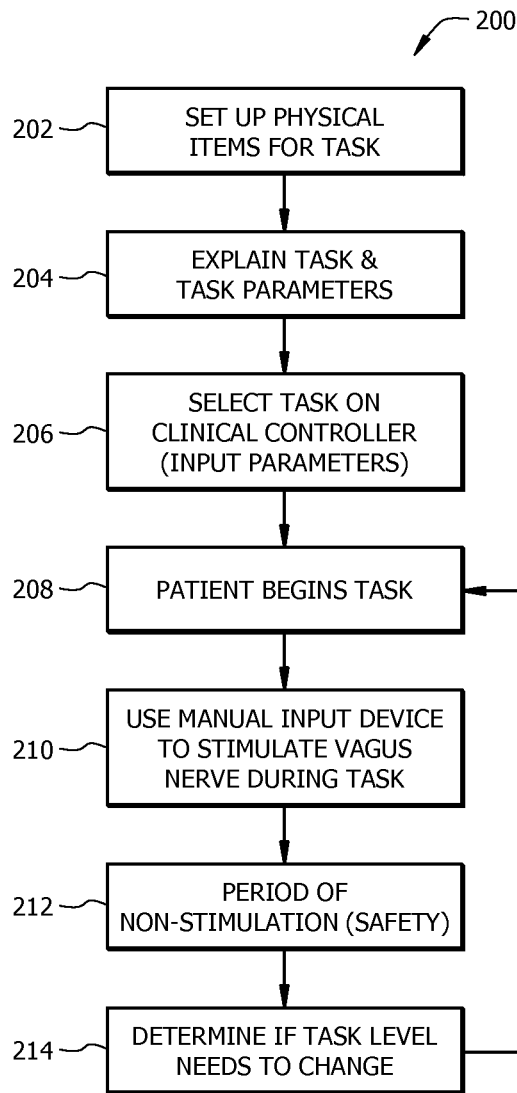 200
202
SET UP PHYSICAL
ITEMS FOR TASK
204
EXPLAIN TASK &
TASK PARAMETERS
206
SELECT TASK ON
CLINICAL CONTROLLER
(INPUT PARAMETERS)
208
PATIENT BEGINS TASK
210
USE MANUAL INPUT DEVICE
TO STIMULATE VAGUS
NERVE DURING TASK
212
PERIOD OF
NON-STIMULATION (SAFETY)
214
DETERMINE IF TASK LEVEL
NEEDS TO CHANGE